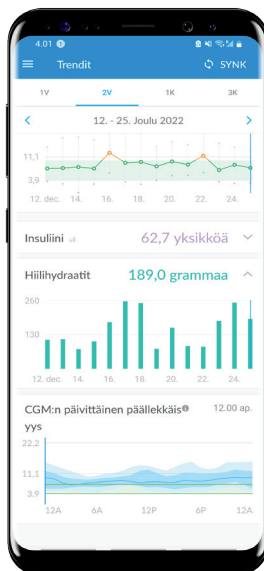 4.01
Trendit SYNK
1V 2V 1K 3K
12. - 25. Joulu 2022
11,1
3,9
12. dec. 14. 16. 18. 20. 22. 24.
Insuliini 62,7 yksikköä
Hiilihydraatit 189,0 grammaa
260
130
12. dec. 14. 16. 18. 20. 22. 24.
CGM:n päivittäinen päällekkäis 12.00 ap.
yys
22.2
11.1
3.9
12A 6A 12P 6P 12A